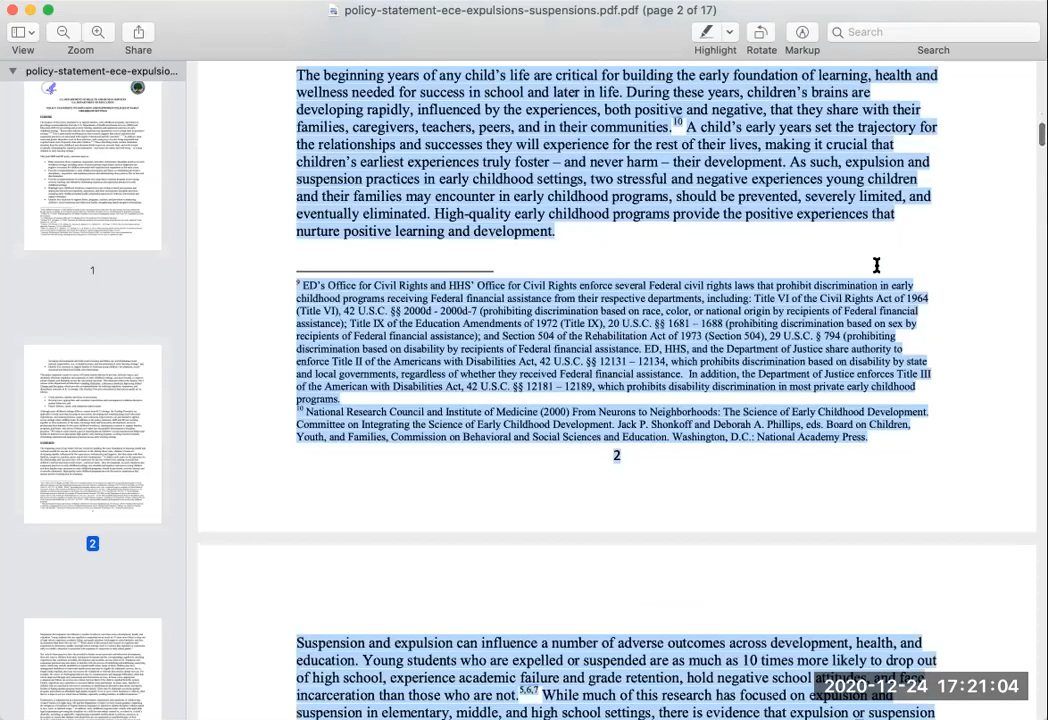 policy-statement-ece-expulsions-suspensions.pdf.pdf (page 2 of 17)
View
Zoom
Share
Highlight
Rotate
Markup
Search
Search
policy-statement-ece-expulsio...
1
2
The beginning years of any child's life are critical for building the early foundation of learning, health and
wellness needed for success in school and later in life. During these years, children's brains are
developing rapidly, influenced by the experiences, both positive and negative, that they share with their
families, caregivers, teachers, peers, and in their communities.10 A child's early years set the trajectory for
the relationships and successes they will experience for the rest of their lives, making it crucial that
children's earliest experiences truly foster – and never harm – their development. As such, expulsion and
suspension practices in early childhood settings, two stressful and negative experiences young children
and their families may encounter in early childhood programs, should be prevented, severely limited, and
eventually eliminated. High-quality early childhood programs provide the positive experiences that
nurture positive learning and development.
9 ED's Office for Civil Rights and HHS' Office for Civil Rights enforce several Federal civil rights laws that prohibit discrimination in early
childhood programs receiving Federal financial assistance from their respective departments, including: Title VI of the Civil Rights Act of 1964
(Title VI), 42 U.S.C. §§ 2000d - 2000d-7 (prohibiting discrimination based on race, color, or national origin by recipients of Federal financial
assistance); Title IX of the Education Amendments of 1972 (Title IX), 20 U.S.C. §§ 1681 – 1688 (prohibiting discrimination based on sex by
recipients of Federal financial assistance); and Section 504 of the Rehabilitation Act of 1973 (Section 504), 29 U.S.C. § 794 (prohibiting
discrimination based on disability by recipients of Federal financial assistance. ED, HHS, and the Department of Justice share authority to
enforce Title II of the Americans with Disabilities Act, 42 U.S.C. §§ 12131 – 12134, which prohibits discrimination based on disability by state
and local governments, regardless of whether they received Federal financial assistance.  In addition, the Department of Justice enforces Title III
of the American with Disabilities Act, 42 U.S.C. §§ 12181 – 12189, which prohibits disability discrimination in most private early childhood
programs.
10 National Research Council and Institute of Medicine (2000) From Neurons to Neighborhoods: The Science of Early Childhood Development.
Committee on Integrating the Science of Early Childhood Development. Jack P. Shonkoff and Deborah A. Phillips, eds. Board on Children,
Youth, and Families, Commission on Behavioral and Social Sciences and Education. Washington, D.C.: National Academy Press.
2
Suspension and expulsion can influence a number of adverse outcomes across development, health, and
education. Young students who are expelled or suspended are as much as 10 times more likely to drop out
of high school, experience academic failure and grade retention, hold negative school attitudes, and face
incarceration than those who are not.5,6,7 While much of this research has focused on expulsion and
suspension in elementary, middle, and high school settings, there is evidence that expulsion or suspension
2020-12-24 17:21:04